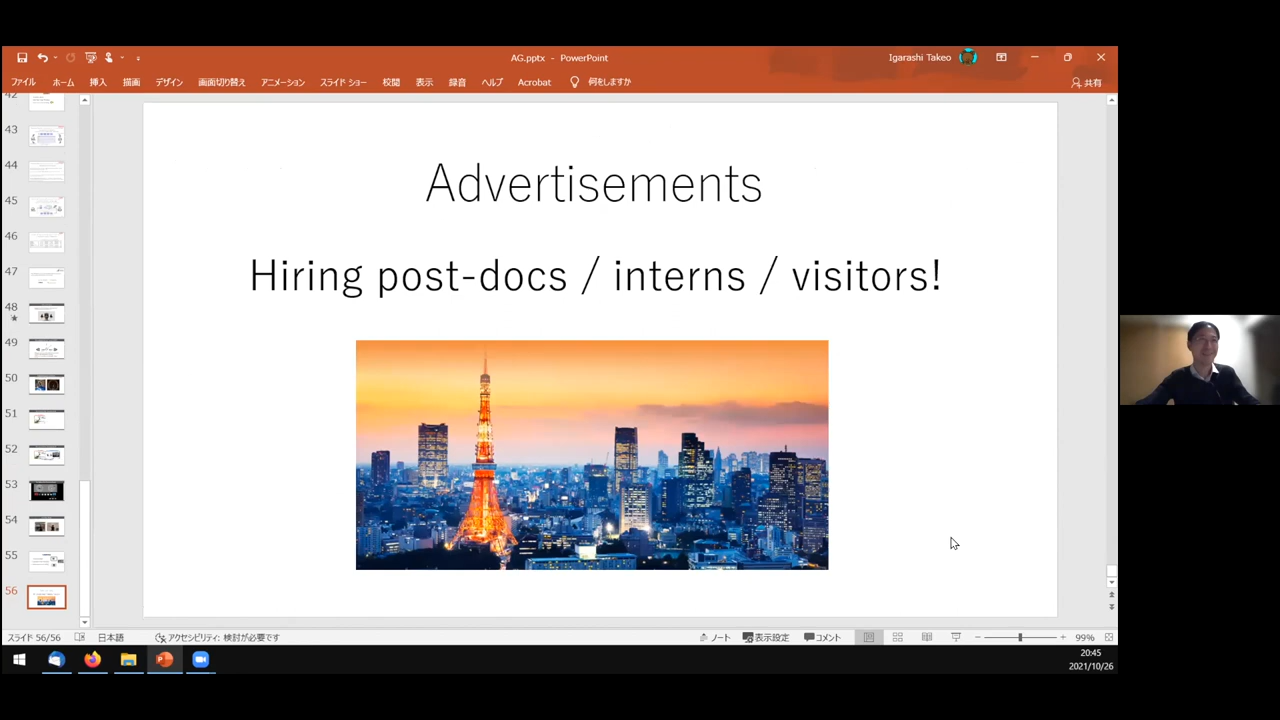 AG.pptx - PowerPoint
Igarashi Takeo
ファイル ホーム 挿入 描画 デザイン 画面切り替え アニメーション スライド ショー 校閲 表示 録音 ヘルプ Acrobat 何をしますか 共有
42
43
44
45
46
47
48
49
50
51
52
53
54
55
56
Advertisements
Hiring post-docs / interns / visitors!
スライド 56/56 日本語 アクセシビリティ: 検討が必要です ノート 表示設定 コメント 99%
20:45
2021/10/26